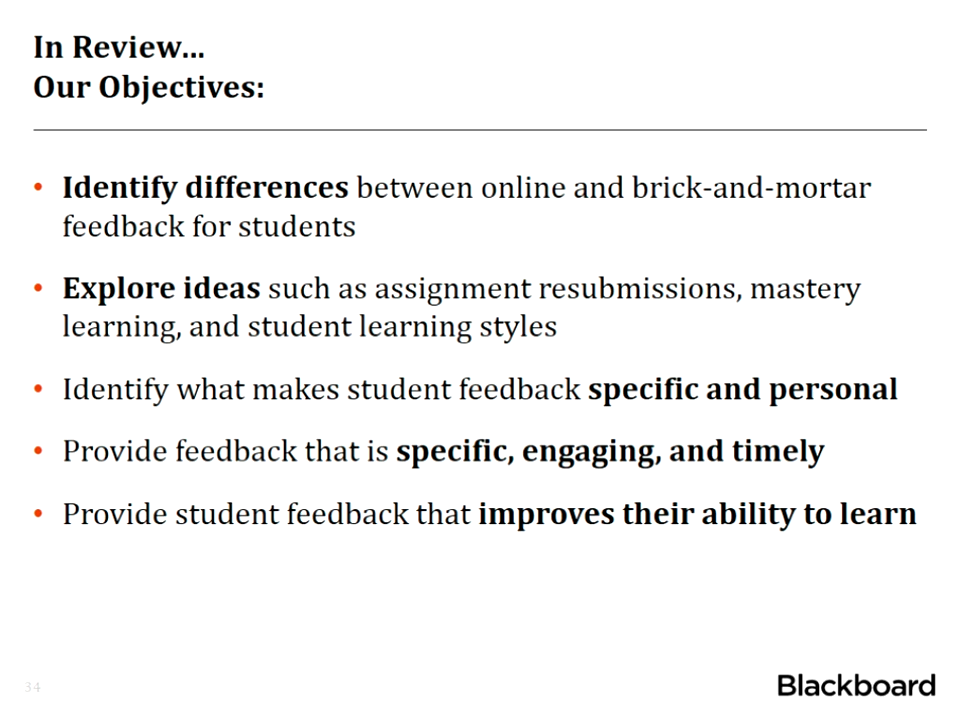 In Review...
Our Objectives:
• Identify differences between online and brick-and-mortar
feedback for students
• Explore ideas such as assignment resubmissions, mastery
learning, and student learning styles
• Identify what makes student feedback specific and personal
• Provide feedback that is specific, engaging, and timely
• Provide student feedback that improves their ability to learn
34
Blackboard